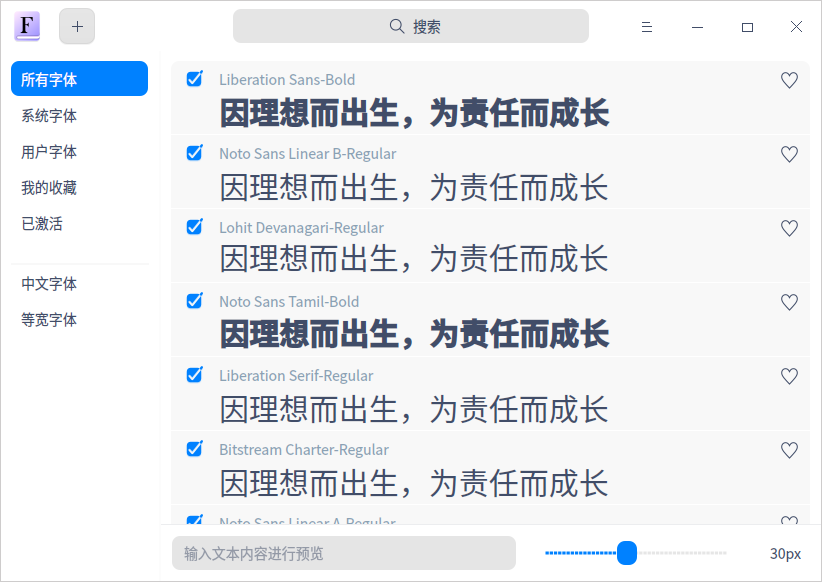 F
搜索
所有字体
系统字体
用户字体
我的收藏
已激活
中文字体
等宽字体
Liberation Sans-Bold
因理想而出生，为责任而成长
Noto Sans Linear B-Regular
因理想而出生，为责任而成长
Lohit Devanagari-Regular
因理想而出生，为责任而成长
Noto Sans Tamil-Bold
因理想而出生，为责任而成长
Liberation Serif-Regular
因理想而出生，为责任而成长
Bitstream Charter-Regular
因理想而出生，为责任而成长
Noto Sans Linear A-Regular
输入文本内容进行预览
30px